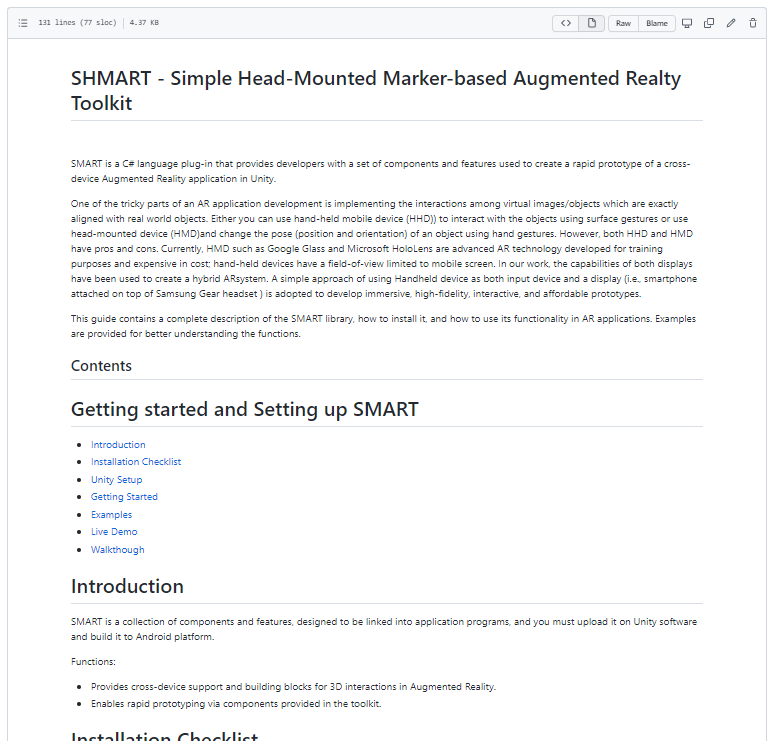 131 lines (77 sloc) 4.37 KB
Raw Blame
SHMART - Simple Head-Mounted Marker-based Augmented Realty
Toolkit
SMART is a C# language plug-in that provides developers with a set of components and features used to create a rapid prototype of a cross-
device Augmented Reality application in Unity.
One of the tricky parts of an AR application development is implementing the interactions among virtual images/objects which are exactly
aligned with real world objects. Either you can use hand-held mobile device (HHD)) to interact with the objects using surface gestures or use
head-mounted device (HMD)and change the pose (position and orientation) of an object using hand gestures. However, both HHD and HMD
have pros and cons. Currently, HMD such as Google Glass and Microsoft HoloLens are advanced AR technology developed for training
purposes and expensive in cost; hand-held devices have a field-of-view limited to mobile screen. In our work, the capabilities of both displays
have been used to create a hybrid ARsystem. A simple approach of using Handheld device as both input device and a display (i.e., smartphone
attached on top of Samsung Gear headset ) is adopted to develop immersive, high-fidelity, interactive, and affordable prototypes.
This guide contains a complete description of the SMART library, how to install it, and how to use its functionality in AR applications. Examples
are provided for better understanding the functions.
Contents
Getting started and Setting up SMART
Introduction
Installation Checklist
Unity Setup
Getting Started
Examples
Live Demo
Walkthough
Introduction
SMART is a collection of components and features, designed to be linked into application programs, and you must upload it on Unity software
and build it to Android platform.
Functions:
Provides cross-device support and building blocks for 3D interactions in Augmented Reality.
Enables rapid prototyping via components provided in the toolkit.
Installation Checklist